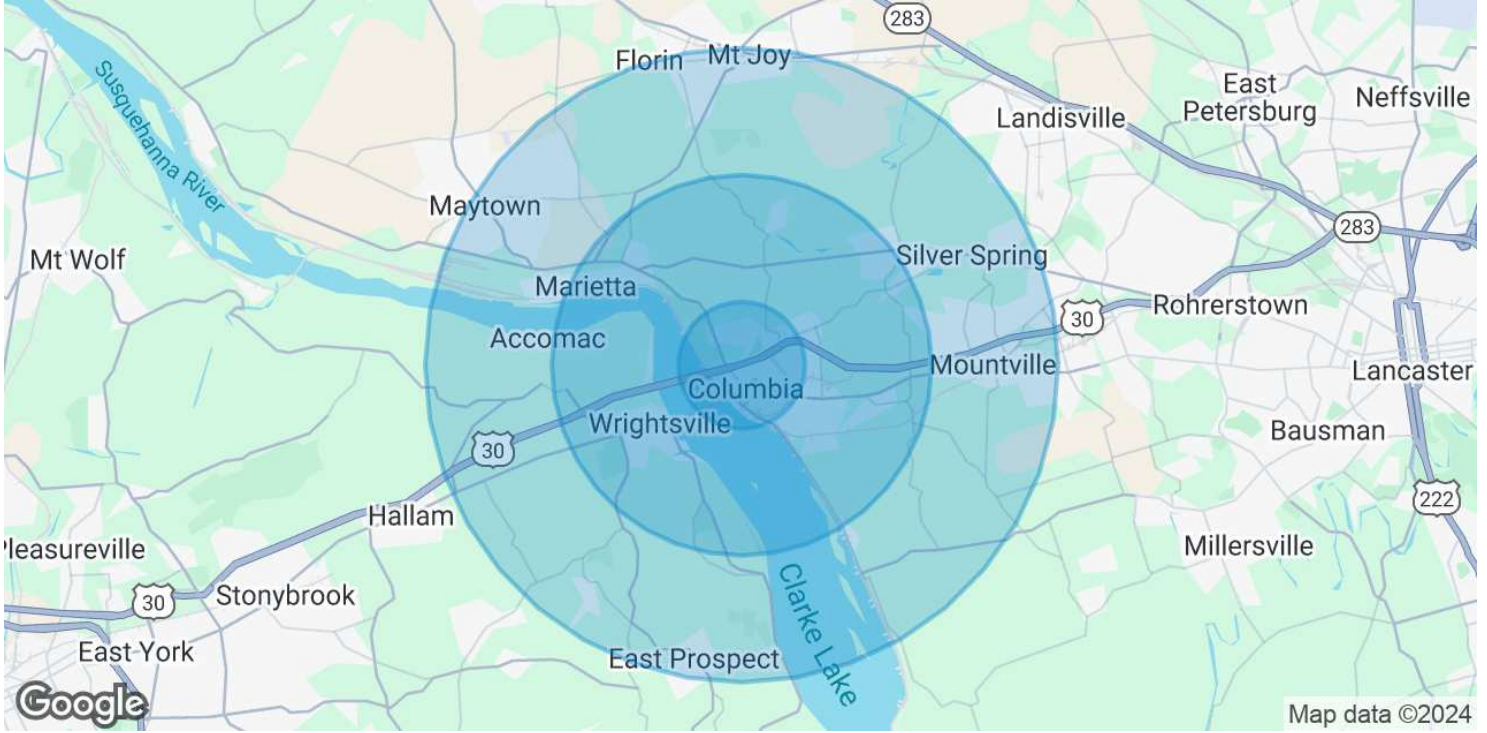 283
Florin
Mt Joy
Susquehanna River
East
Petersburg
Neffsville
Landisville
Maytown
283
Mt Wolf
Silver Spring
Marietta
Rohrerstown
30
Accomac
Mountville
Lancaster
Columbia
Wrightsville
Bausman
30
222
Hallam
Pleasureville
Millersville
30
Stonybrook
Clarke Lake
East York
East Prospect
Google
Map data ©2024